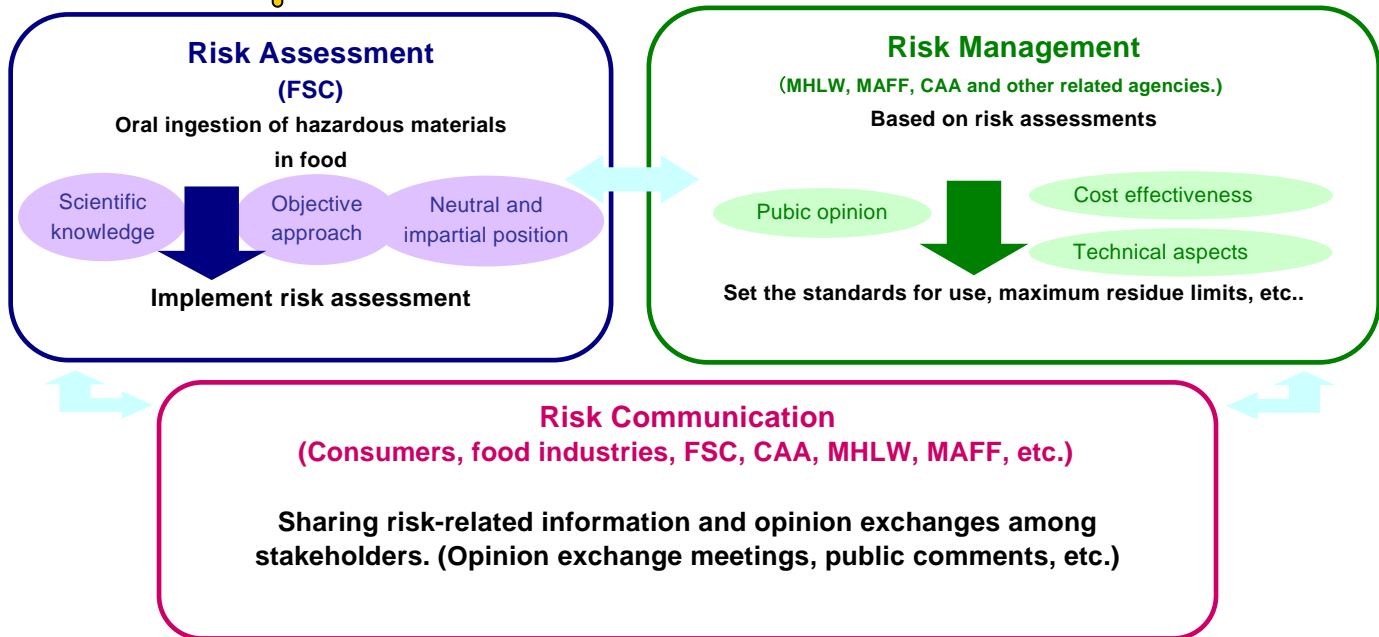 Risk Assessment
(FSC)
Oral ingestion of hazardous materials
in food
Scientific
knowledge
Objective
approach
Neutral and
impartial position
Implement risk assessment
Risk Management
(MHLW, MAFF, CAA and other related agencies.)
Based on risk assessments
Pubic opinion
Cost effectiveness
Technical aspects
Set the standards for use, maximum residue limits, etc..
Risk Communication
(Consumers, food industries, FSC, CAA, MHLW, MAFF, etc.)
Sharing risk-related information and opinion exchanges among
stakeholders. (Opinion exchange meetings, public comments, etc.)